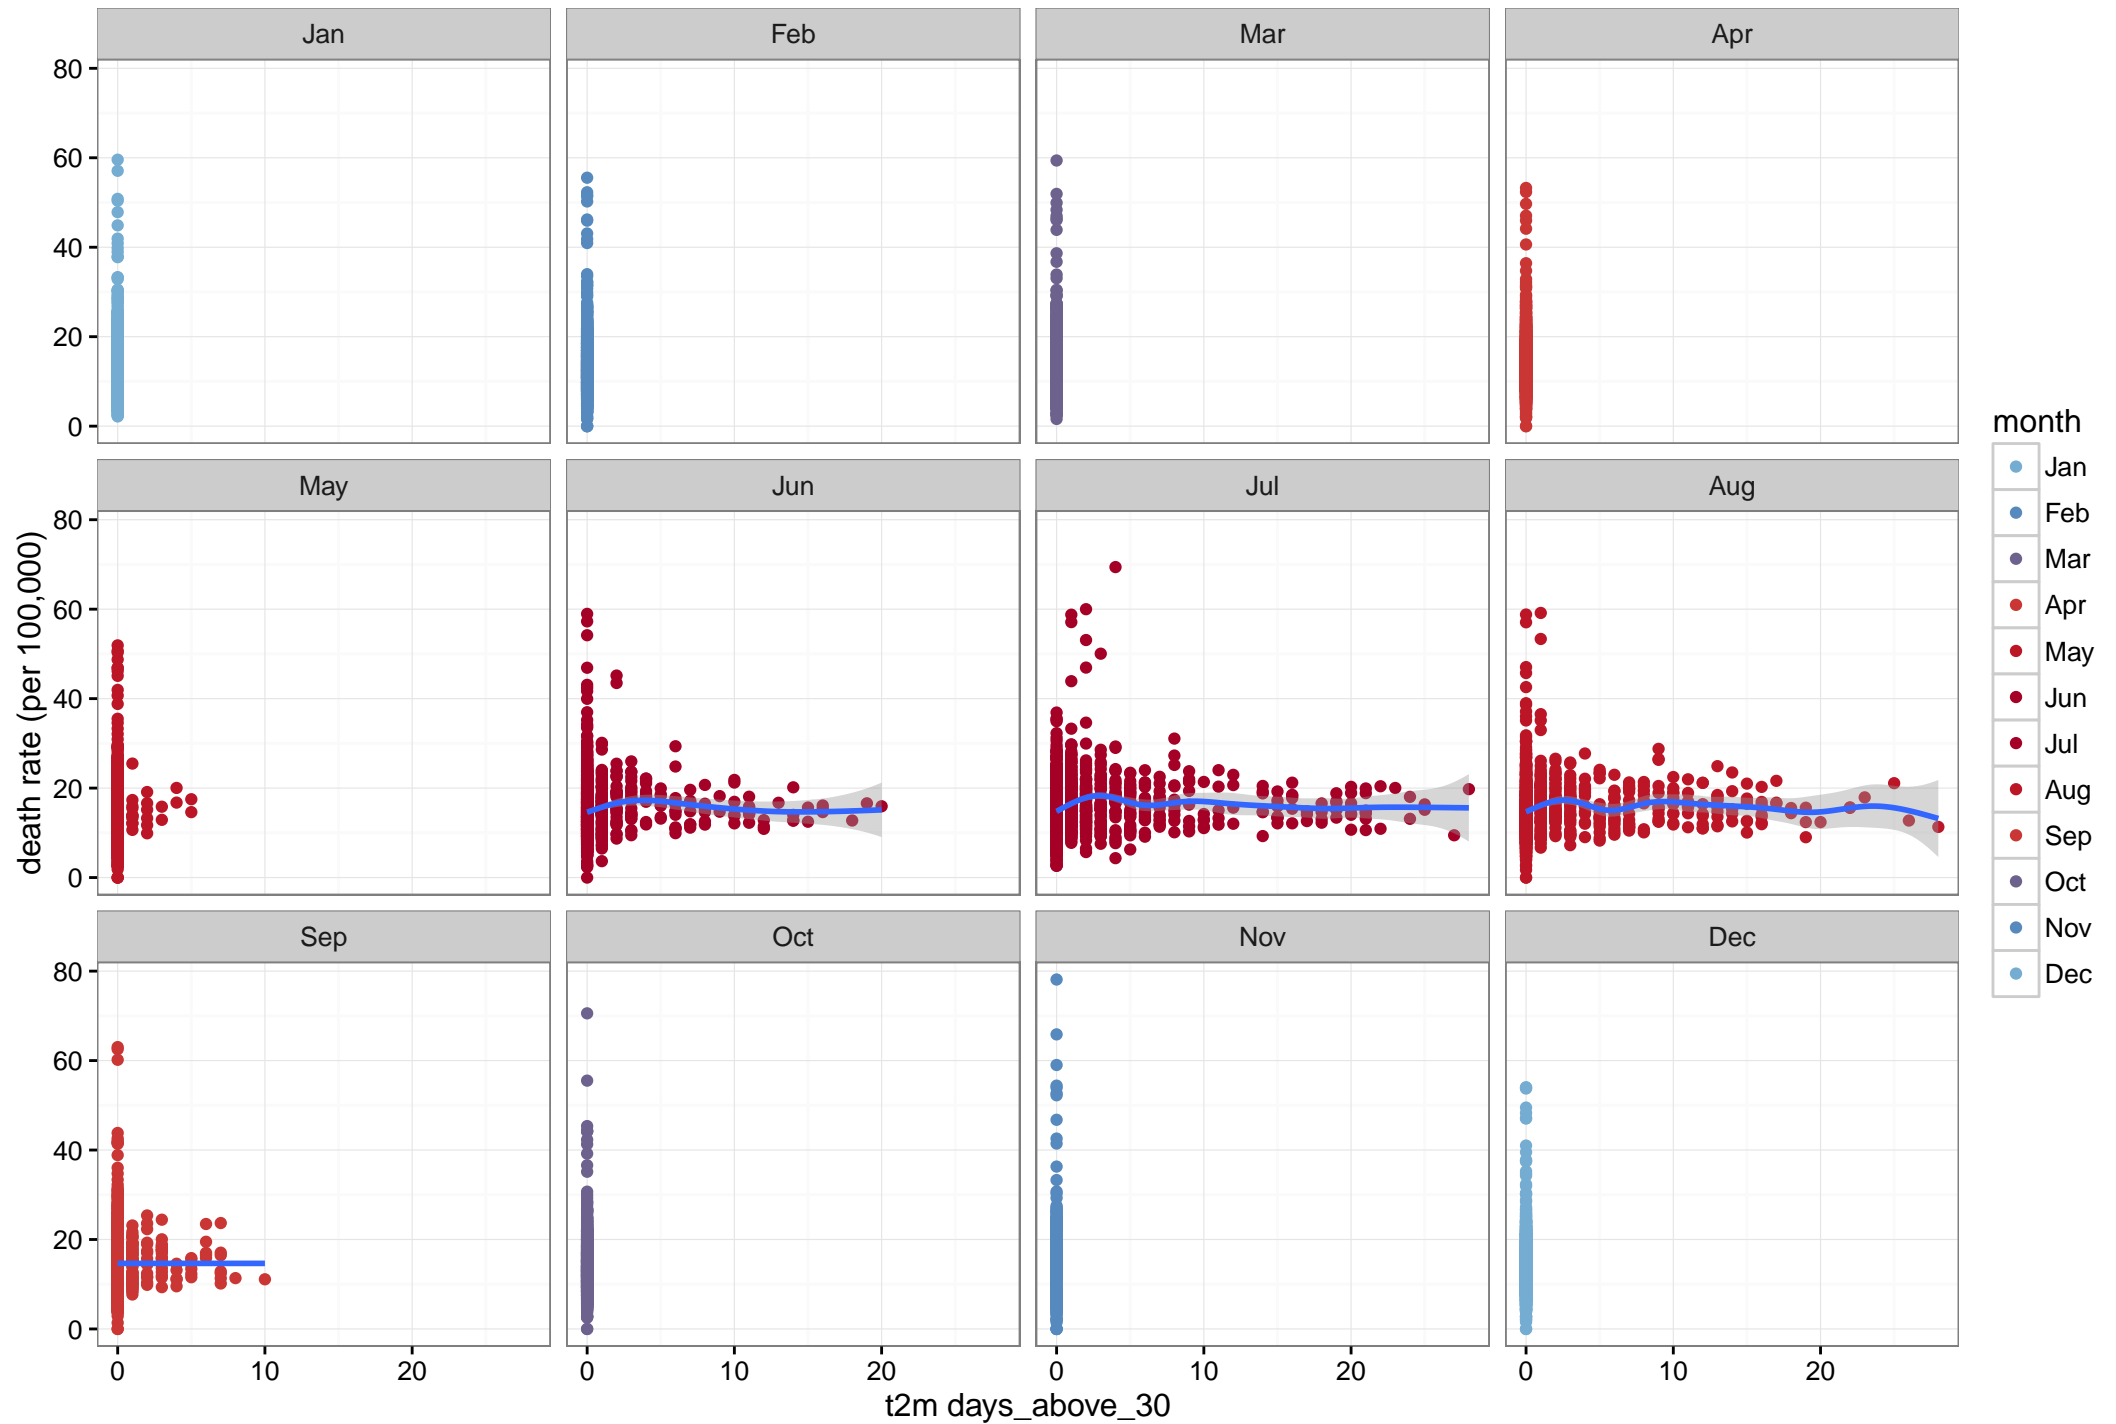 Jan Feb Mar Apr
80
60
40
20
0
May Jun Jul Aug
80
60
40
20
0
Sep Oct Nov Dec
80
60
40
20
0
0 10 20 0 10 20 0 10 20 0 10 20
t2m days_above_30
death rate (per 100,000)
month
Jan
Feb
Mar
Apr
May
Jun
Jul
Aug
Sep
Oct
Nov
Dec